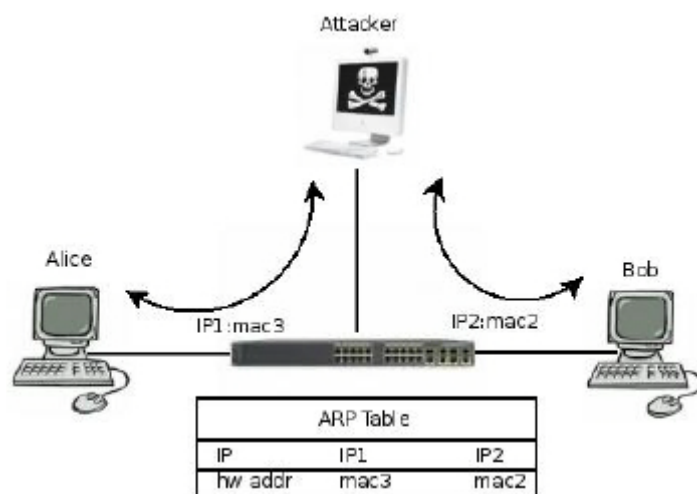 Attacker
Alice
Bob
IP1:mac3
IP2:mac2
ARP Table
IP IP1 IP2
hw addr mac3 mac2